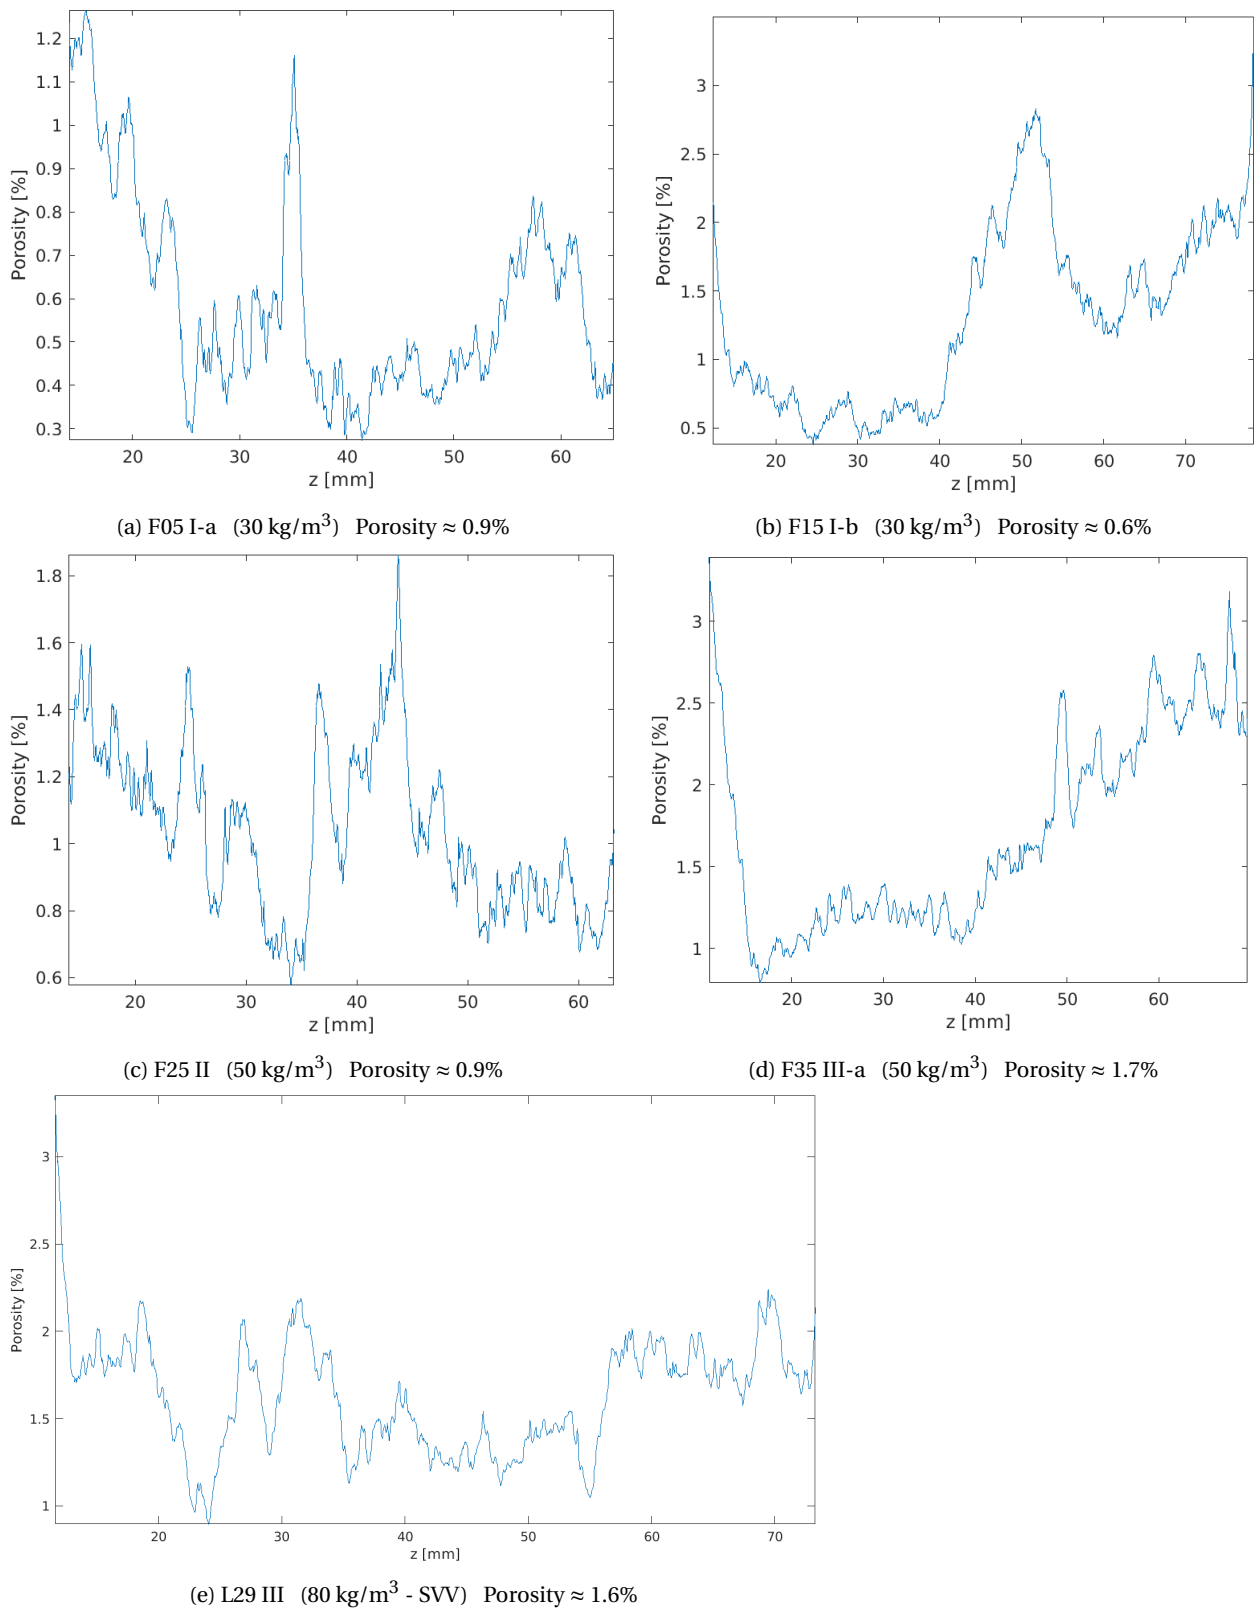 1.2
1.1
1
0.9
0.8
0.7
0.6
0.5
0.4
0.3
Porosity [%]
20 30 40 50 60
z [mm]
(a) F05 I-a (30 kg/m³) Porosity ≈ 0.9%
3
2.5
2
1.5
1
0.5
Porosity [%]
20 30 40 50 60 70
z [mm]
(b) F15 I-b (30 kg/m³) Porosity ≈ 0.6%
1.8
1.6
1.4
1.2
1
0.8
0.6
Porosity [%]
20 30 40 50 60
z [mm]
(c) F25 II (50 kg/m³) Porosity ≈ 0.9%
3
2.5
2
1.5
1
Porosity [%]
20 30 40 50 60
z [mm]
(d) F35 III-a (50 kg/m³) Porosity ≈ 1.7%
3
2.5
2
1.5
1
Porosity [%]
20 30 40 50 60 70
z [mm]
(e) L29 III (80 kg/m³ - SVV) Porosity ≈ 1.6%